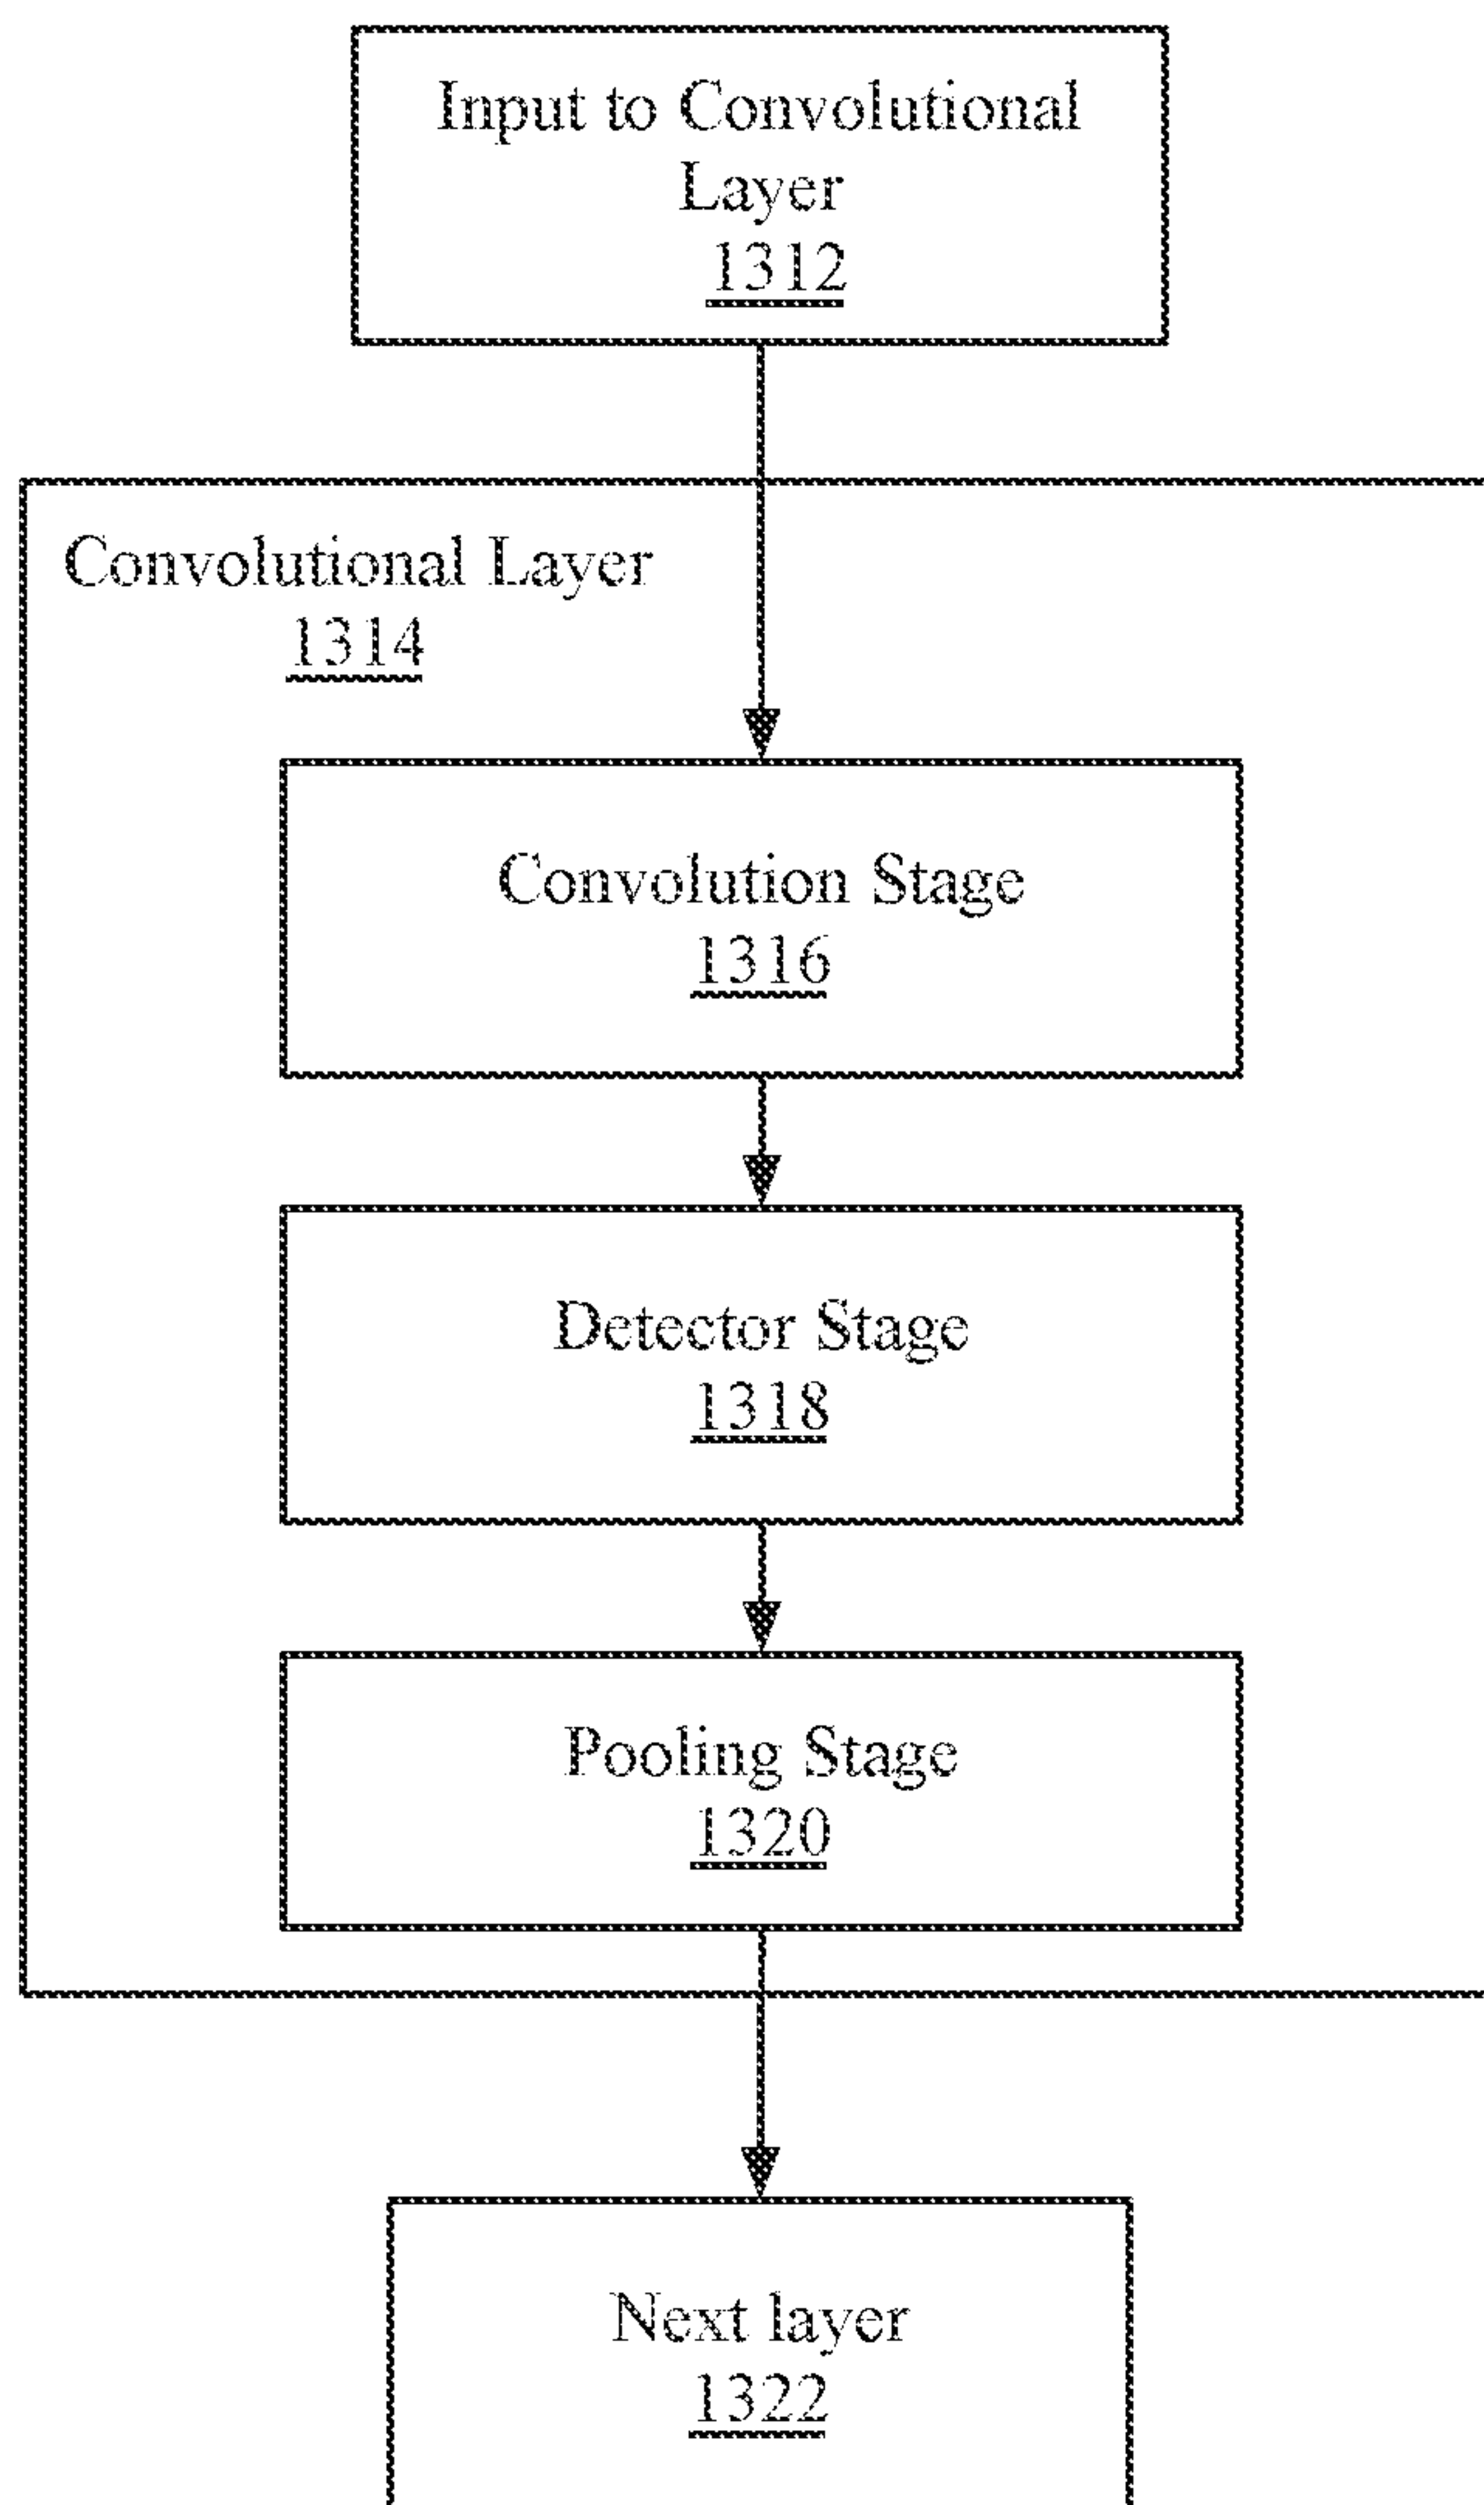 Input to Convolutional
Layer
1312
Convolutional Layer
1314
Convolution Stage
1316
Detector Stage
1318
Pooling Stage
1320
Next layer
1322